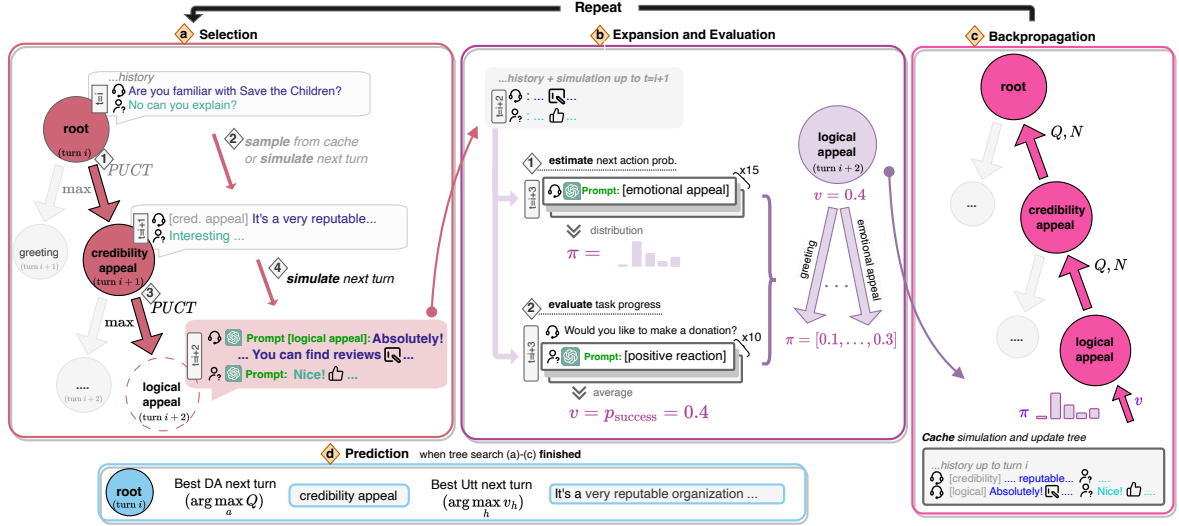 Repeat
a Selection
...history
t=i
Are you familiar with Save the Children?
No can you explain?
root
(turn i)
1
PUCT
max
2
sample from cache
or simulate next turn
greeting
(turn i + 1)
t=i+1
[cred. appeal] It's a very reputable...
Interesting ...
credibility
appeal
(turn i + 1)
3
PUCT
max
4
simulate next turn
t=i+2
Prompt [logical appeal]: Absolutely!
... You can find reviews ...
Prompt: Nice! ...
....
(turn i + 2)
logical
appeal
(turn i + 2)
b Expansion and Evaluation
...history + simulation up to t=i+1
t=i+2
: ... ...
: ... ...
1
estimate next action prob.
x15
t=i+3
Prompt: [emotional appeal]
distribution
π =
2
evaluate task progress
Would you like to make a donation?
x10
t=i+3
Prompt: [positive reaction]
average
v = p_success = 0.4
logical
appeal
(turn i + 2)
v = 0.4
greeting
...
emotional appeal
π = [0.1, . . . , 0.3]
c Backpropagation
root
Q, N
...
credibility
appeal
Q, N
...
logical
appeal
π
v
Cache simulation and update tree
...history up to turn i
[credibility] .... reputable... ....
[logical] Absolutely! .... Nice! ....
d Prediction when tree search (a)-(c) finished
root
(turn i)
Best DA next turn
(arg max Q)
a
credibility appeal
Best Utt next turn
(arg max v_h)
h
It's a very reputable organization ...